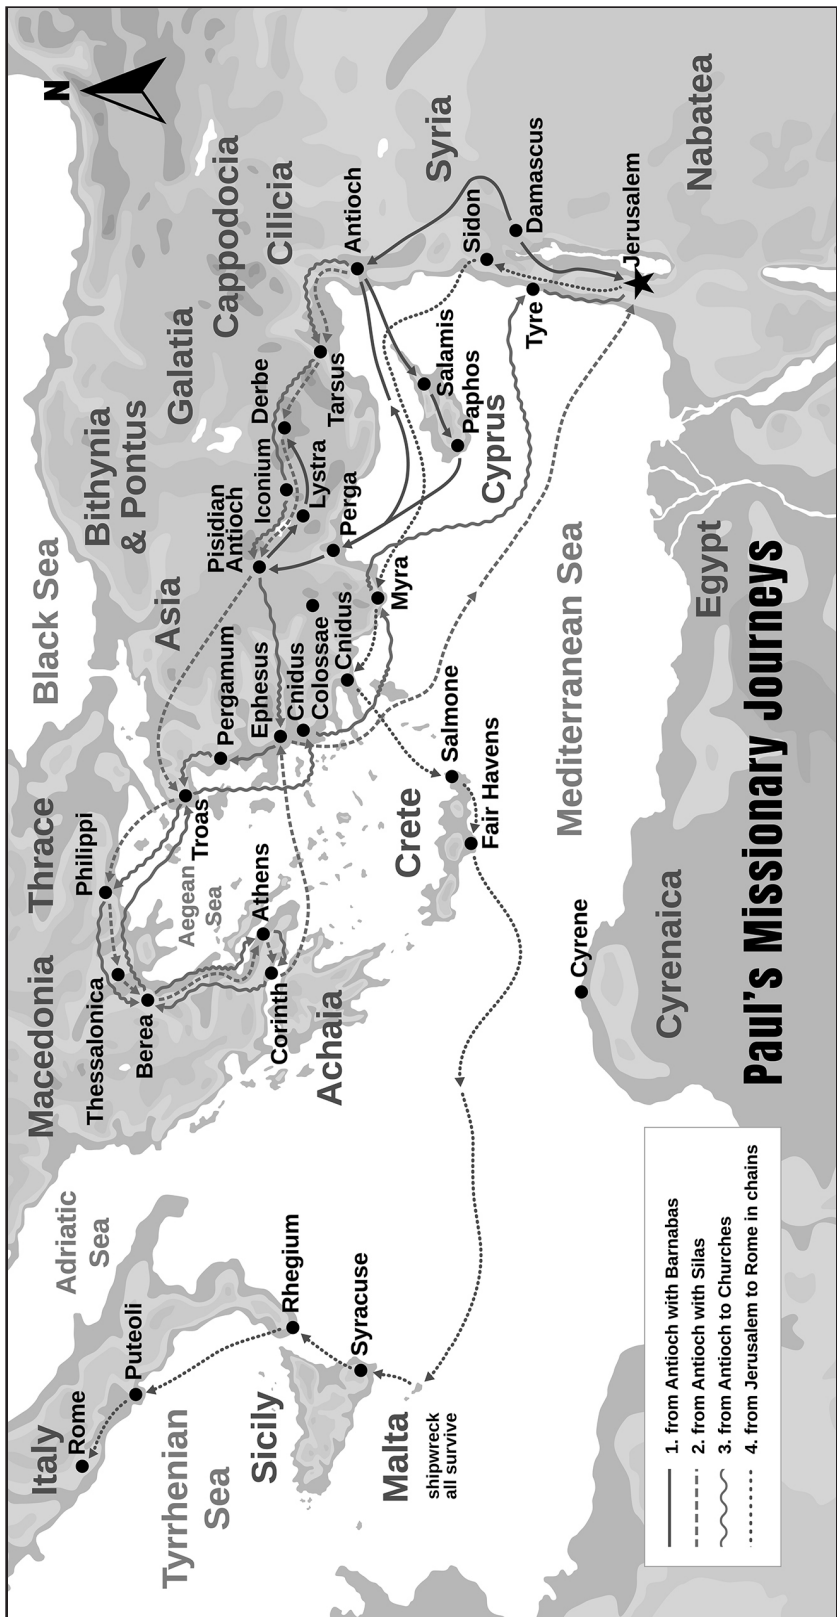 N
Black Sea
Bithynia
& Pontus
Galatia
Cappodocia
Cilicia
Syria
Nabatea
Thrace
Macedonia
Asia
Italy
Adriatic
Sea
Tyrrhenian
Sea
Sicily
Malta
shipwreck
all survive
Achaia
Aegean
Sea
Crete
Cyprus
Mediterranean Sea
Cyrenaica
Egypt
Rome
Puteoli
Rhegium
Syracuse
Thessalonica
Berea
Philippi
Athens
Corinth
Troas
Pergamum
Ephesus
Cnidus
Colossae
Cnidus
Pisidian
Antioch
Iconium
Lystra
Derbe
Tarsus
Perga
Myra
Antioch
Salamis
Paphos
Sidon
Damascus
Tyre
Jerusalem
Salmone
Fair Havens
Cyrene
Paul's Missionary Journeys
1. from Antioch with Barnabas
2. from Antioch with Silas
3. from Antioch to Churches
4. from Jerusalem to Rome in chains